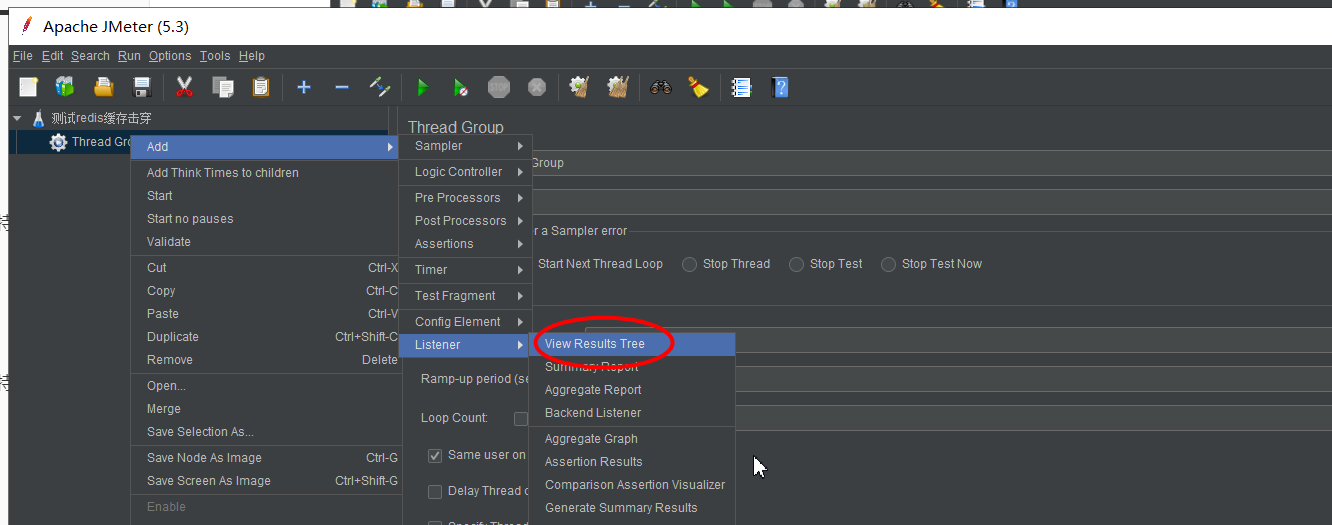 Apache JMeter (5.3)
File Edit Search Run Options Tools Help
STOP
测试redis缓存击穿
Thread Group
Thread Gro
Add
Sampler
Group
Add Think Times to children
Logic Controller
Start
Pre Processors
Start no pauses
Post Processors
r a Sampler error
Validate
Assertions
Cut Ctrl-X
Timer
Start Next Thread Loop Stop Thread Stop Test Stop Test Now
Copy Ctrl-C
Test Fragment
Paste Ctrl-V
Config Element
Duplicate Ctrl+Shift-C
Listener
View Results Tree
Remove Delete
Summary Report
Ramp-up period (se
Open...
Aggregate Report
Merge
Loop Count:
Backend Listener
Save Selection As...
Aggregate Graph
Save Node As Image Ctrl-G
Same user on
Assertion Results
Save Screen As Image Ctrl+Shift-G
Delay Thread c
Comparison Assertion Visualizer
Enable
Generate Summary Results